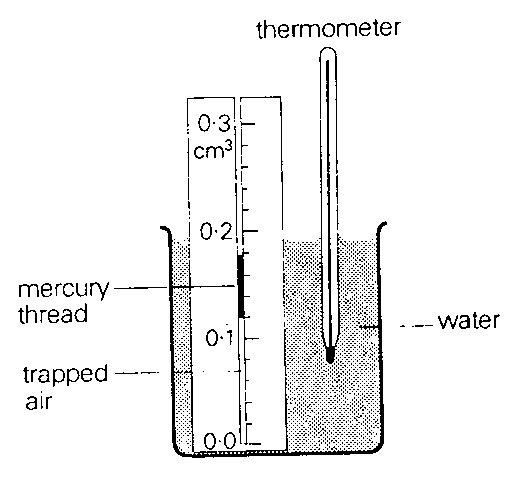 thermometer
0·3
cm³
0·2
mercury
thread
0·1
water
trapped
air
0·0